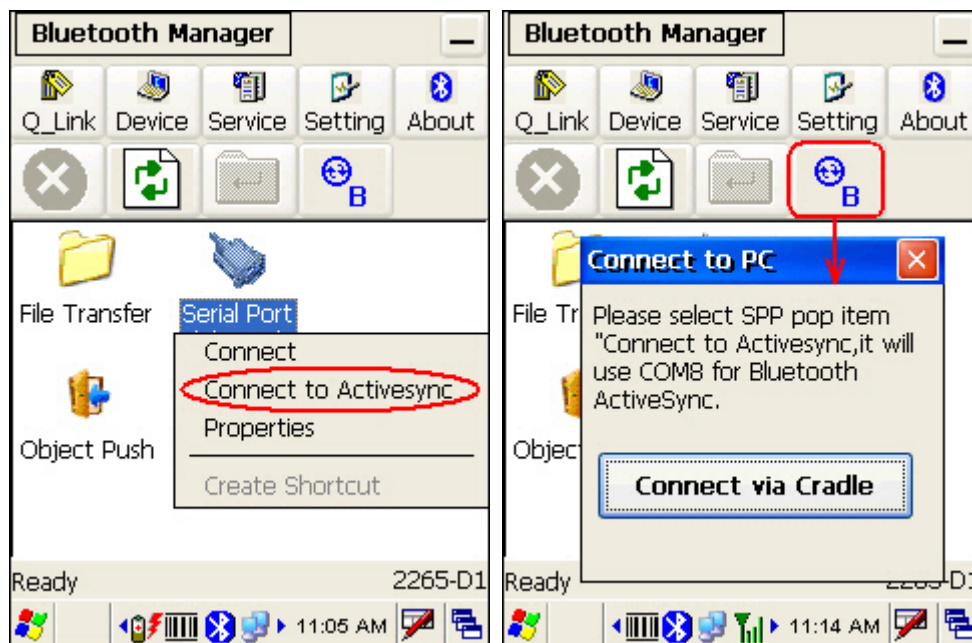 Bluetooth Manager
Q_Link Device Service Setting About
B
File Transfer Serial Port
Connect
Connect to Activesync
Properties
Object Push
Create Shortcut
Ready 2265-D1
11:05 AM
Bluetooth Manager
Q_Link Device Service Setting About
B
Connect to PC
File Tr
Please select SPP pop item
"Connect to Activesync,it will
use COM8 for Bluetooth
ActiveSync.
Objec
Connect via Cradle
Ready
11:14 AM